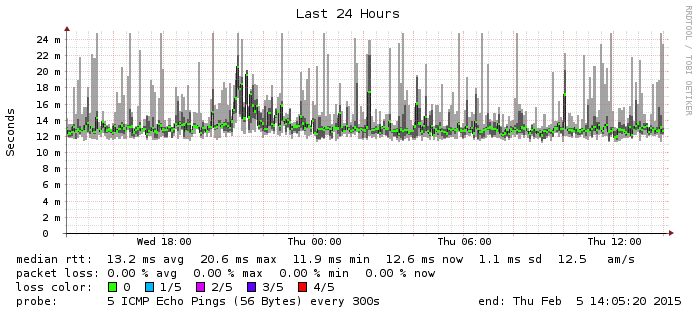 Last 24 Hours
RRDTOOL / TOBI OETIKER
Seconds
24 m
22 m
20 m
18 m
16 m
14 m
12 m
10 m
8 m
6 m
4 m
2 m
0
Wed 18:00 Thu 00:00 Thu 06:00 Thu 12:00
median rtt: 13.2 ms avg 20.6 ms max 11.9 ms min 12.6 ms now 1.1 ms sd 12.5 am/s
packet loss: 0.00 % avg 0.00 % max 0.00 % min 0.00 % now
loss color: 0 1/5 2/5 3/5 4/5
probe: 5 ICMP Echo Pings (56 Bytes) every 300s end: Thu Feb 5 14:05:20 2015